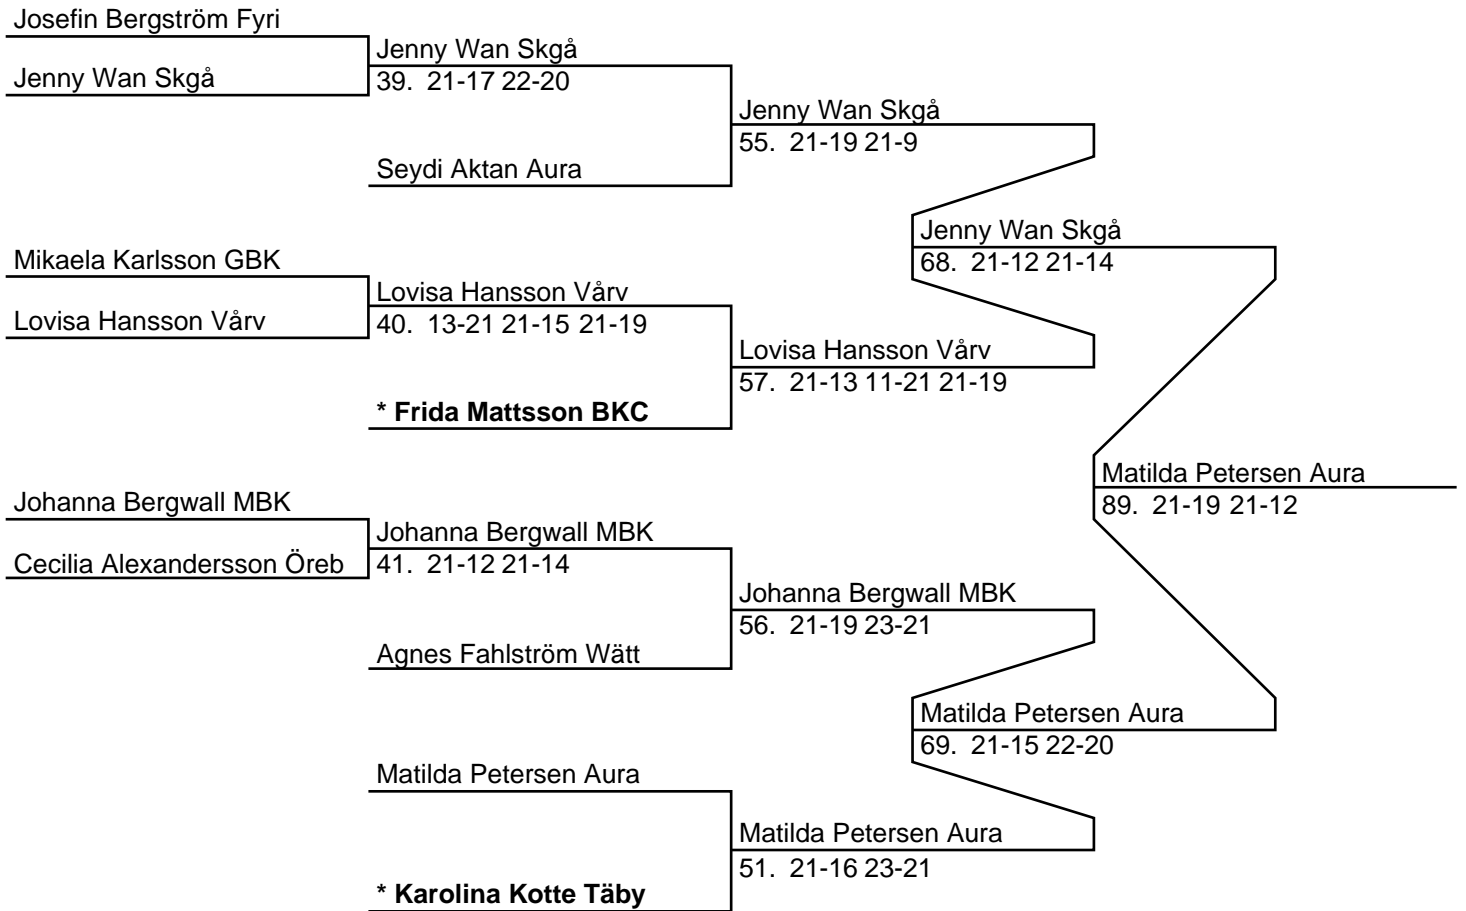 Josefin Bergström Fyri
Jenny Wan Skgå
Jenny Wan Skgå
39. 21-17 22-20
Jenny Wan Skgå
55. 21-19 21-9
Seydi Aktan Aura
Jenny Wan Skgå
68. 21-12 21-14
Mikaela Karlsson GBK
Lovisa Hansson Vårv
Lovisa Hansson Vårv
40. 13-21 21-15 21-19
Lovisa Hansson Vårv
57. 21-13 11-21 21-19
* Frida Mattsson BKC
Matilda Petersen Aura
89. 21-19 21-12
Johanna Bergwall MBK
Johanna Bergwall MBK
Cecilia Alexandersson Öreb
41. 21-12 21-14
Johanna Bergwall MBK
56. 21-19 23-21
Agnes Fahlström Wätt
Matilda Petersen Aura
69. 21-15 22-20
Matilda Petersen Aura
Matilda Petersen Aura
51. 21-16 23-21
* Karolina Kotte Täby